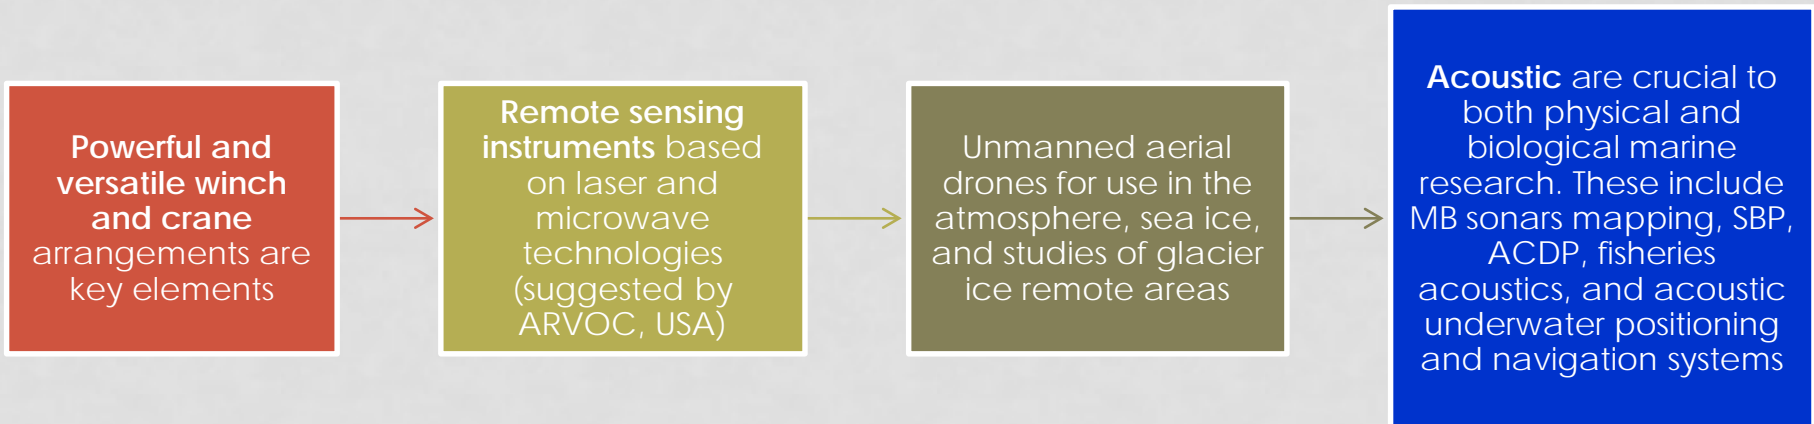 Powerful and
versatile winch
and crane
arrangements are
key elements
Remote sensing
instruments based
on laser and
microwave
technologies
(suggested by
ARVOC, USA)
Unmanned aerial
drones for use in the
atmosphere, sea ice,
and studies of glacier
ice remote areas
Acoustic are crucial to
both physical and
biological marine
research. These include
MB sonars mapping, SBP,
ACDP, fisheries
acoustics, and acoustic
underwater positioning
and navigation systems